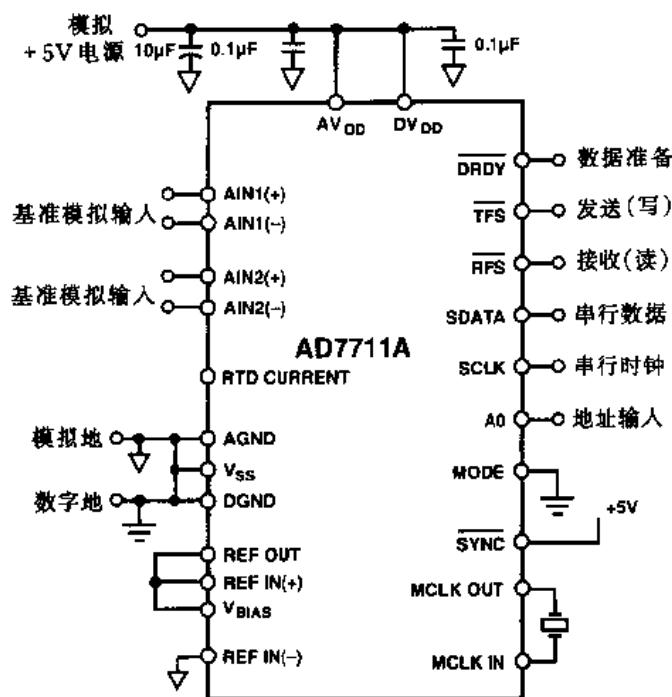 模拟
+5V 电源
10μF
0.1μF
0.1μF
AVDD
DVDD
DRDY
数据准备
AIN1(+)
基准模拟输入
AIN1(–)
TFS
发送(写)
RFS
接收(读)
AIN2(+)
基准模拟输入
AIN2(–)
SDATA
串行数据
AD7711A
RTD CURRENT
SCLK
串行时钟
A0
地址输入
模拟地
AGND
VSS
MODE
数字地
DGND
+5V
SYNC
REF OUT
REF IN(+)
VBIAS
MCLK OUT
REF IN(–)
MCLK IN